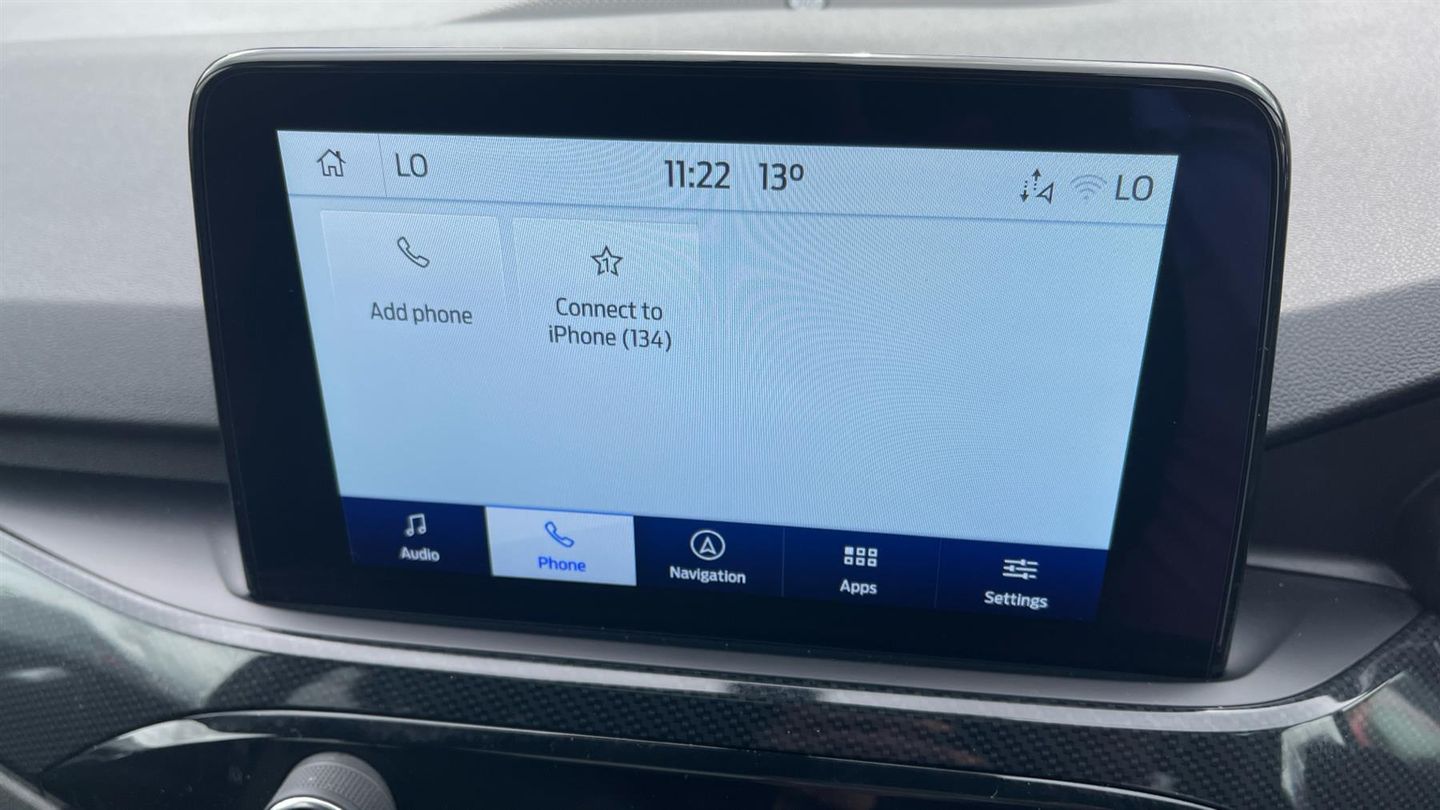 LO 11:22 13° LO
Add phone
1
Connect to
iPhone (134)
Audio
Phone
Navigation
Apps
Settings